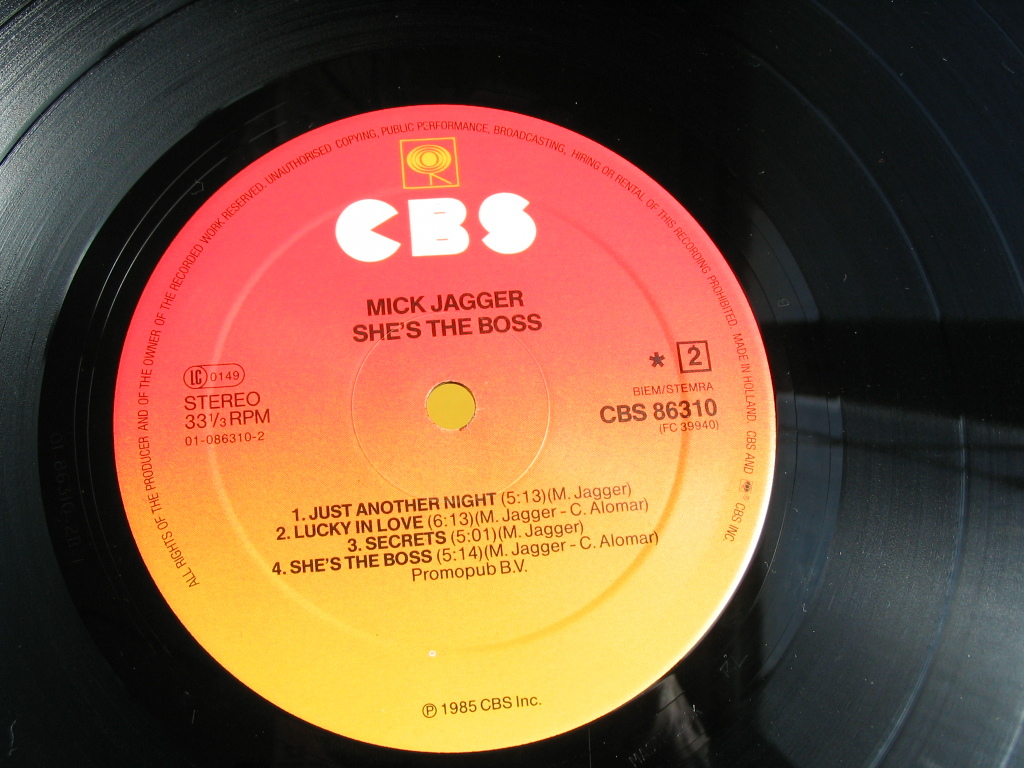 ALL RIGHTS OF THE PRODUCER AND OF THE OWNER OF THE RECORDED WORK RESERVED. UNAUTHORISED COPYING, PUBLIC PERFORMANCE, BROADCASTING, HIRING OR RENTAL OF THIS RECORDING PROHIBITED. MADE IN HOLLAND. CBS AND ® CBS INC.
CBS
MICK JAGGER
SHE'S THE BOSS
LC 0149
STEREO
33 1/3 RPM
01-086310-2
* 2
BIEM/STEMRA
CBS 86310
(FC 39940)
1. JUST ANOTHER NIGHT (5:13)(M. Jagger)
2. LUCKY IN LOVE (6:13)(M. Jagger - C. Alomar)
3. SECRETS (5:01)(M. Jagger)
4. SHE'S THE BOSS (5:14)(M. Jagger - C. Alomar)
Promopub B.V.
℗ 1985 CBS Inc.